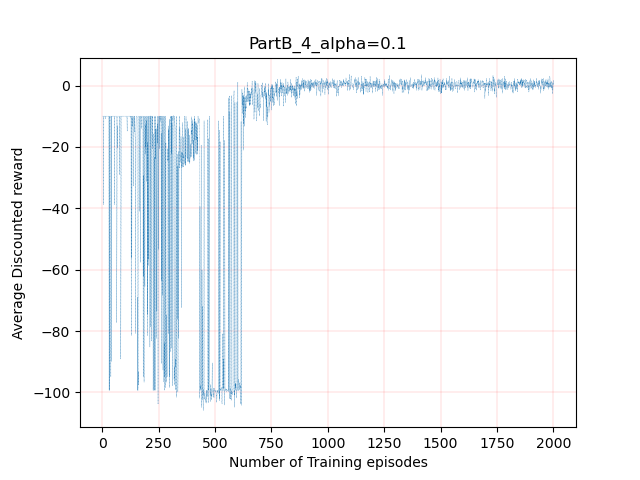 PartB_4_alpha=0.1
Average Discounted reward
0
−20
−40
−60
−80
−100
0 250 500 750 1000 1250 1500 1750 2000
Number of Training episodes